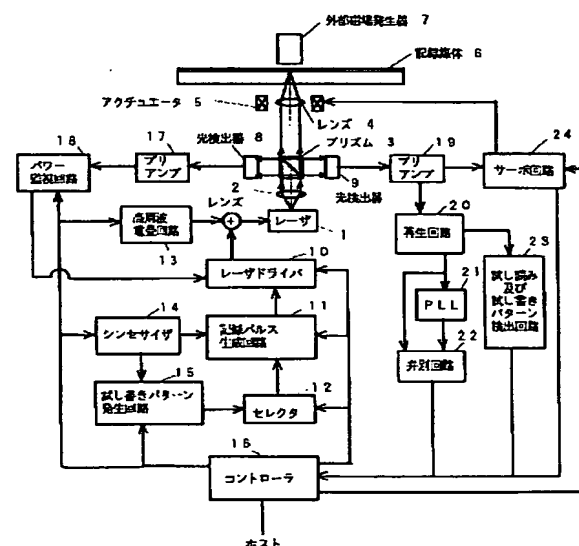 外部磁場発生器 7
記録媒体 6
アクチュエータ 5
レンズ 4
光検出器 8
プリズム 3
18
パワー
監視回路
17
プリ
アンプ
19
プリ
アンプ
24
サーボ回路
2
レンズ
9
光検出器
高周波
重畳回路
13
レーザ
1
20
再生回路
10
レーザドライバ
23
試し読み
及び
試し書き
パターン
検出回路
21
PLL
14
シンセサイザ
11
記録パルス
生成回路
22
弁別回路
15
試し書きパターン
発生回路
12
セレクタ
16
コントローラ
ホスト